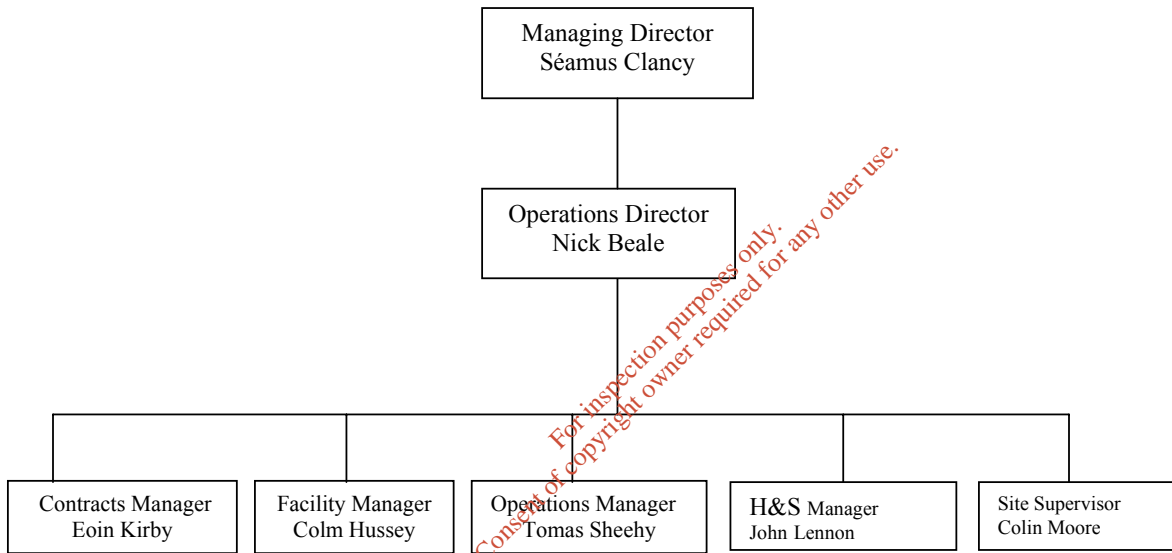 Managing Director
Séamus Clancy
Operations Director
Nick Beale
For inspection purposes only.
Consent of copyright owner required for any other use.
Contracts Manager
Eoin Kirby
Facility Manager
Colm Hussey
Operations Manager
Tomas Sheehy
H&S Manager
John Lennon
Site Supervisor
Colin Moore